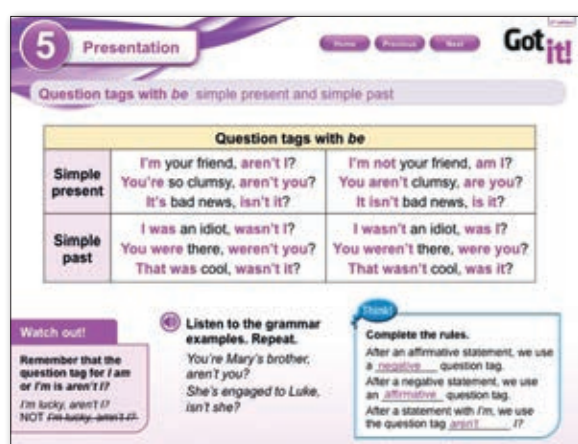 5 Presentation
Home Previous Next
Got it!
Question tags with be simple present and simple past
Question tags with be
Simple present
I'm your friend, aren't I?
You're so clumsy, aren't you?
It's bad news, isn't it?
I'm not your friend, am I?
You aren't clumsy, are you?
It isn't bad news, is it?
Simple past
I was an idiot, wasn't I?
You were there, weren't you?
That was cool, wasn't it?
I wasn't an idiot, was I?
You weren't there, were you?
That wasn't cool, was it?
Watch out!
Remember that the
question tag for I am
or I'm is aren't I?
I'm lucky, aren't I?
NOT I'm lucky, amn't I?
Listen to the grammar
examples. Repeat.
You're Mary's brother,
aren't you?
She's engaged to Luke,
isn't she?
Think!
Complete the rules.
After an affirmative statement, we use
a negative question tag.
After a negative statement, we use
an affirmative question tag.
After a statement with I'm, we use
the question tag aren't I?